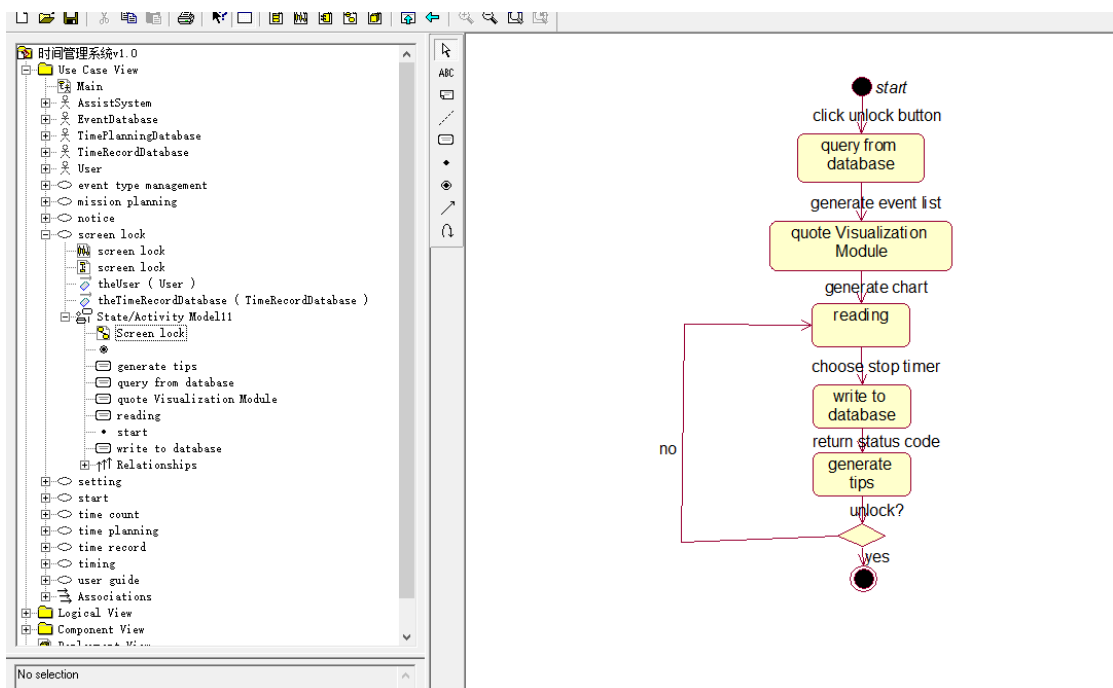 时间管理系统v1.0
Use Case View
Main
AssistSystem
EventDatabase
TimePlanningDatabase
TimeRecordDatabase
User
event type management
mission planning
notice
screen lock
screen lock
screen lock
theUser ( User )
theTimeRecordDatabase ( TimeRecordDatabase )
State/Activity Model11
Screen lock
generate tips
query from database
quote Visualization Module
reading
start
write to database
Relationships
setting
start
time count
time planning
time record
timing
user guide
Associations
Logical View
Component View
Deployment View
No selection
ABC
start
click unlock button
query from
database
generate event list
quote Visualization
Module
generate chart
reading
choose stop timer
write to
database
return status code
generate
tips
unlock?
no
yes